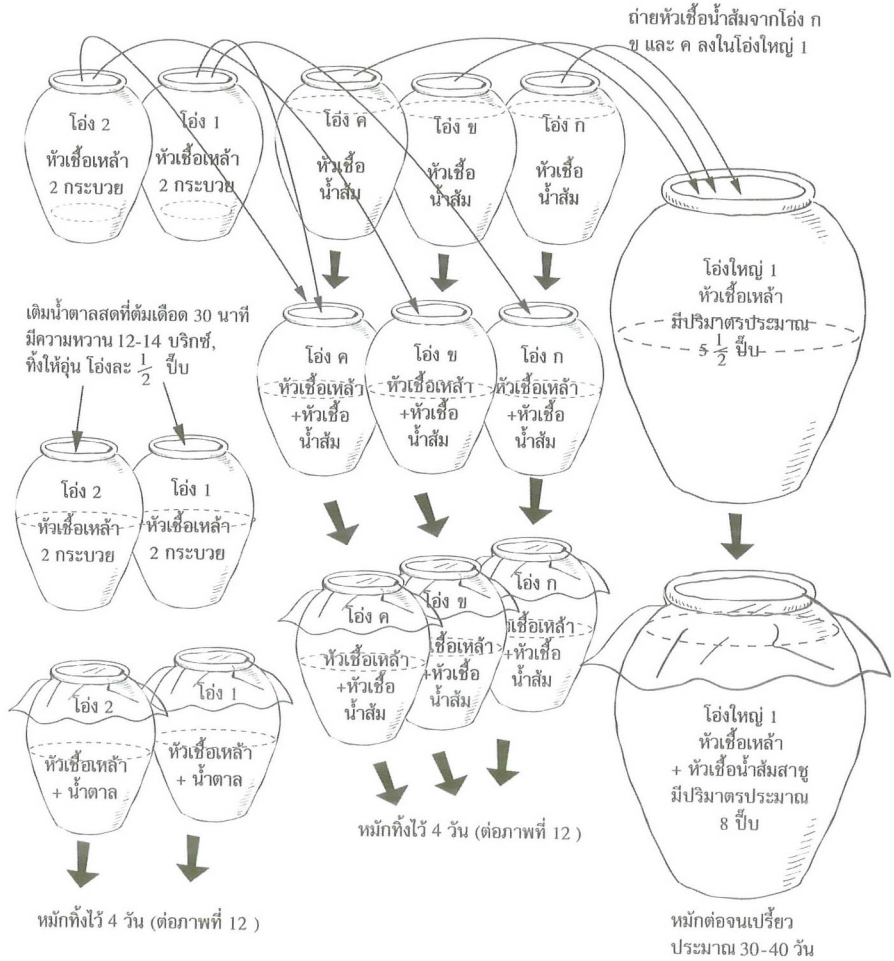 ถ่ายหัวเชื้อน้ำส้มจากโอ่ง ก
ข และ ค ลงในโอ่งใหญ่ 1
โอ่ง 2
หัวเชื้อเหล้า
2 กระบวย
โอ่ง 1
หัวเชื้อเหล้า
2 กระบวย
โอ่ง ค
หัวเชื้อ
น้ำส้ม
โอ่ง ข
หัวเชื้อ
น้ำส้ม
โอ่ง ก
หัวเชื้อ
น้ำส้ม
โอ่งใหญ่ 1
หัวเชื้อเหล้า
มีปริมาตรประมาณ
5 1/2 ปี๊บ
เติมน้ำตาลสดที่ต้มเดือด 30 นาที
มีความหวาน 12-14 บริกซ์,
ทิ้งให้อุ่น โอ่งละ 1/2 ปี๊บ
โอ่ง ค
หัวเชื้อเหล้า
+หัวเชื้อ
น้ำส้ม
โอ่ง ข
หัวเชื้อเหล้า
+หัวเชื้อ
น้ำส้ม
โอ่ง ก
หัวเชื้อเหล้า
+หัวเชื้อ
น้ำส้ม
โอ่ง 2
หัวเชื้อเหล้า
2 กระบวย
โอ่ง 1
หัวเชื้อเหล้า
2 กระบวย
โอ่ง ค
หัวเชื้อเหล้า
+หัวเชื้อ
น้ำส้ม
โอ่ง ข
เชื้อเหล้า
+หัวเชื้อ
น้ำส้ม
โอ่ง ก
เชื้อเหล้า
+หัวเชื้อ
น้ำส้ม
โอ่ง 2
หัวเชื้อเหล้า
+ น้ำตาล
โอ่ง 1
หัวเชื้อเหล้า
+ น้ำตาล
โอ่งใหญ่ 1
หัวเชื้อเหล้า
+ หัวเชื้อน้ำส้มสายชู
มีปริมาตรประมาณ
8 ปี๊บ
หมักทิ้งไว้ 4 วัน (ต่อภาพที่ 12 )
หมักทิ้งไว้ 4 วัน (ต่อภาพที่ 12 )
หมักต่อจนเปรี้ยว
ประมาณ 30-40 วัน